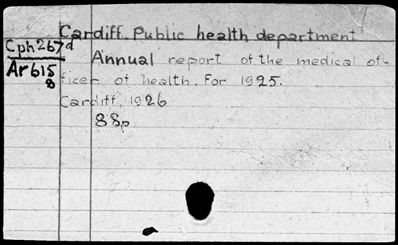 Cardiff. Public health department
Cph267d
Ar615
8
Annual report of the medical of-
ficer of health. For 1925.
Cardiff, 1926
88p